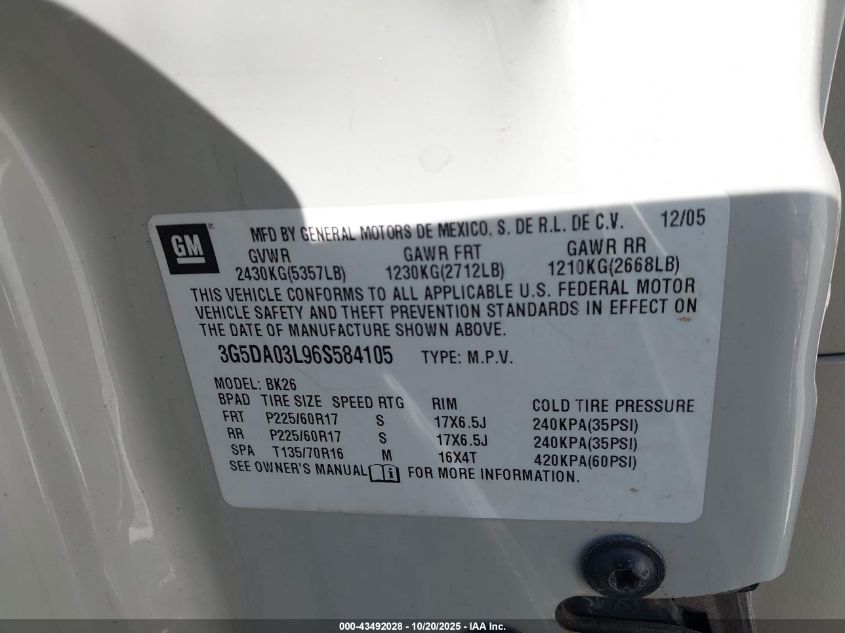 GM
MFD BY GENERAL MOTORS DE MEXICO. S. DE R.L. DE C.V. 12/05
GVWR GAWR FRT GAWR RR
2430KG(5357LB) 1230KG(2712LB) 1210KG(2668LB)
THIS VEHICLE CONFORMS TO ALL APPLICABLE U.S. FEDERAL MOTOR
VEHICLE SAFETY AND THEFT PREVENTION STANDARDS IN EFFECT ON
THE DATE OF MANUFACTURE SHOWN ABOVE.
3G5DA03L96S584105 TYPE: M.P.V.
MODEL: BK26
BPAD TIRE SIZE SPEED RTG RIM COLD TIRE PRESSURE
FRT P225/60R17 S 17X6.5J 240KPA(35PSI)
RR P225/60R17 S 17X6.5J 240KPA(35PSI)
SPA T135/70R16 M 16X4T 420KPA(60PSI)
SEE OWNER'S MANUAL i FOR MORE INFORMATION.
000-43492028 - 10/20/2025 - IAA Inc.